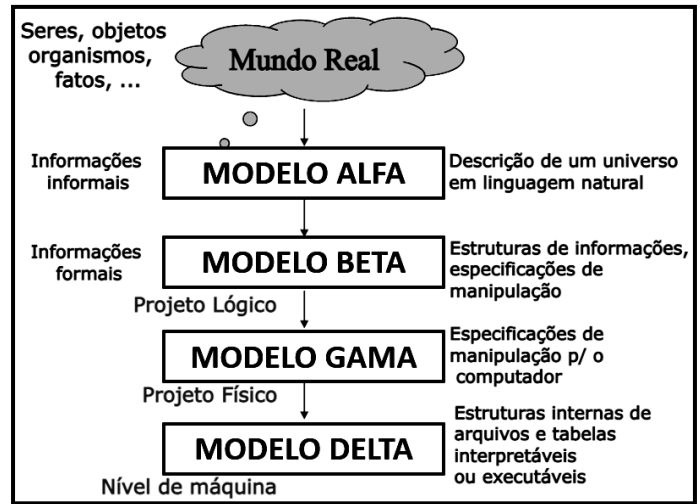 Seres, objetos
organismos,
fatos, ...
Mundo Real
Informações
informais
MODELO ALFA
Descrição de um universo
em linguagem natural
Informações
formais
MODELO BETA
Estruturas de informações,
especificações de
manipulação
Projeto Lógico
MODELO GAMA
Especificações de
manipulação p/ o
computador
Projeto Físico
MODELO DELTA
Estruturas internas de
arquivos e tabelas
interpretáveis
ou executáveis
Nível de máquina